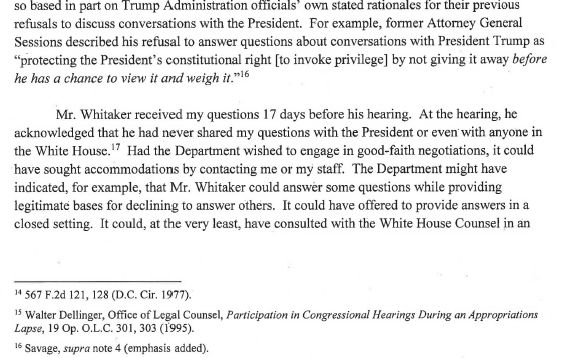 so based in part on Trump Administration officials' own stated rationales for their previous
refusals to discuss conversations with the President. For example, former Attorney General
Sessions described his refusal to answer questions about conversations with President Trump as
“protecting the President's constitutional right [to invoke privilege] by not giving it away before
he has a chance to view it and weigh it.”16
Mr. Whitaker received my questions 17 days before his hearing. At the hearing, he
acknowledged that he had never shared my questions with the President or even with anyone in
the White House.17 Had the Department wished to engage in good-faith negotiations, it could
have sought accommodations by contacting me or my staff. The Department might have
indicated, for example, that Mr. Whitaker could answer some questions while providing
legitimate bases for declining to answer others. It could have offered to provide answers in a
closed setting. It could, at the very least, have consulted with the White House Counsel in an
14 567 F.2d 121, 128 (D.C. Cir. 1977).
15 Walter Dellinger, Office of Legal Counsel, Participation in Congressional Hearings During an Appropriations
Lapse, 19 Op. O.L.C. 301, 303 (1995).
16 Savage, supra note 4 (emphasis added).